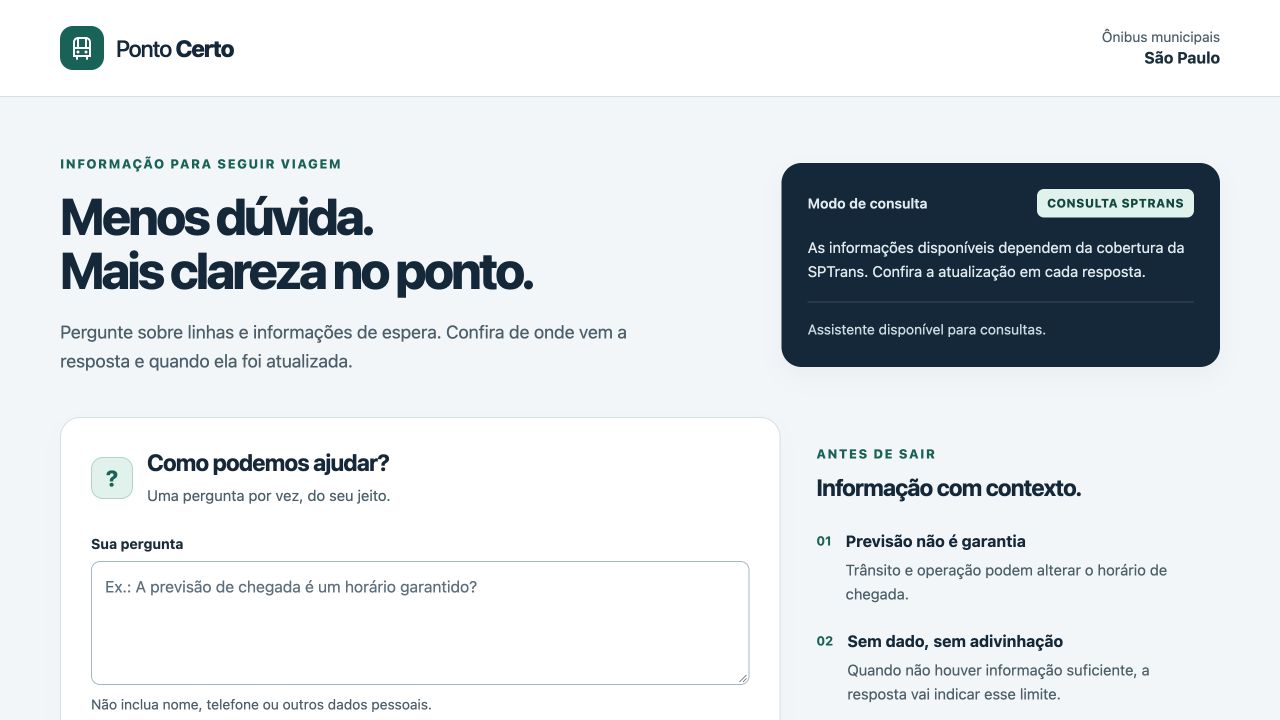 Ponto Certo
Ônibus municipais
São Paulo
INFORMAÇÃO PARA SEGUIR VIAGEM
Menos dúvida.
Mais clareza no ponto.
Pergunte sobre linhas e informações de espera. Confira de onde vem a
resposta e quando ela foi atualizada.
Modo de consulta
CONSULTA SPTRANS
As informações disponíveis dependem da cobertura da
SPTrans. Confira a atualização em cada resposta.
Assistente disponível para consultas.
?
Como podemos ajudar?
Uma pergunta por vez, do seu jeito.
Sua pergunta
Ex.: A previsão de chegada é um horário garantido?
Não inclua nome, telefone ou outros dados pessoais.
ANTES DE SAIR
Informação com contexto.
01 Previsão não é garantia
Trânsito e operação podem alterar o horário de
chegada.
02 Sem dado, sem adivinhação
Quando não houver informação suficiente, a
resposta vai indicar esse limite.